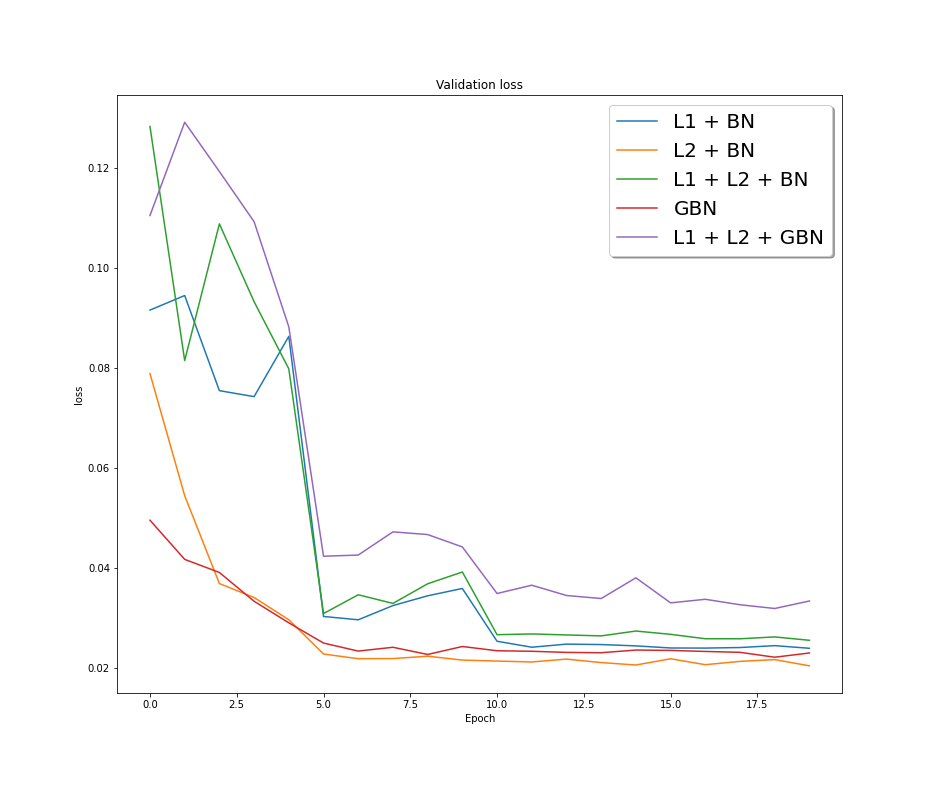 Validation loss
L1 + BN
L2 + BN
L1 + L2 + BN
GBN
L1 + L2 + GBN
0.12
0.10
0.08
0.06
0.04
0.02
loss
0.0 2.5 5.0 7.5 10.0 12.5 15.0 17.5
Epoch